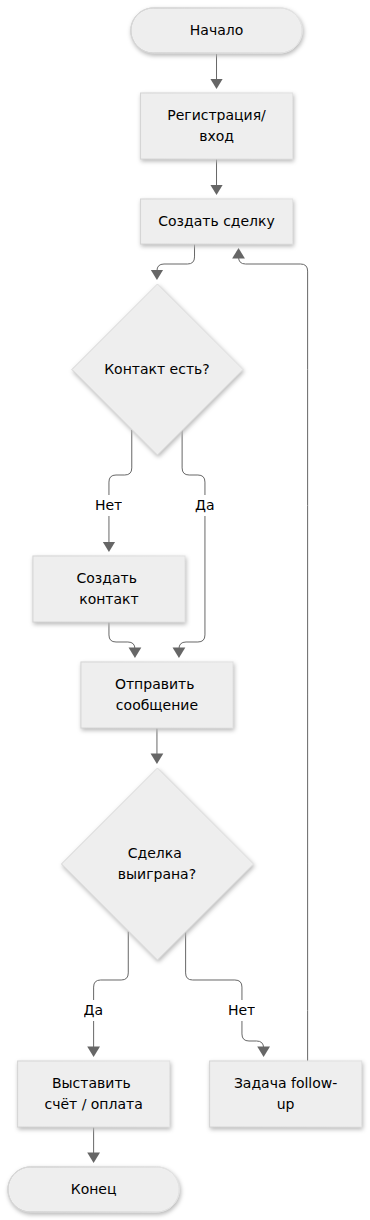 Начало
Регистрация/
вход
Создать сделку
Контакт есть?
Нет
Да
Создать
контакт
Отправить
сообщение
Сделка
выиграна?
Да
Нет
Выставить
счёт / оплата
Задача follow-
up
Конец